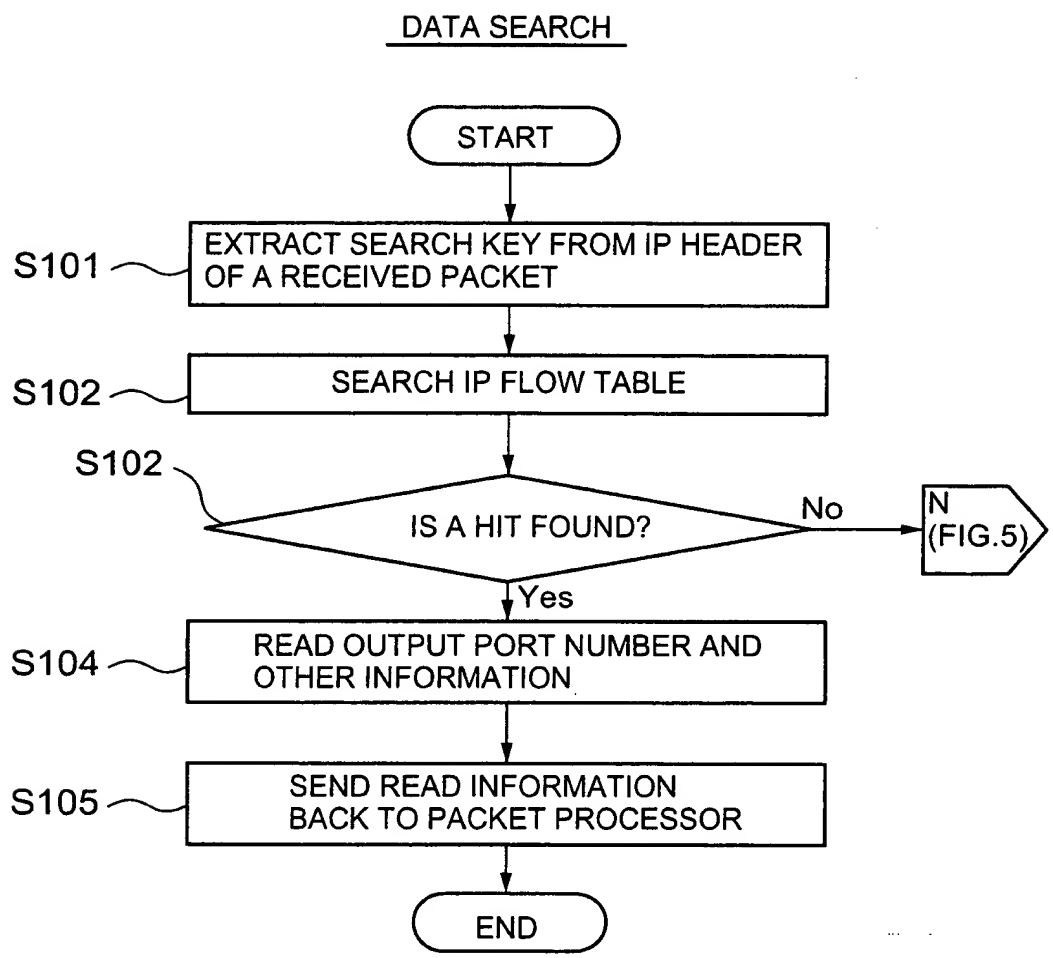 DATA SEARCH
START
S101
EXTRACT SEARCH KEY FROM IP HEADER
OF A RECEIVED PACKET
S102
SEARCH IP FLOW TABLE
S102
IS A HIT FOUND?
No
N
(FIG.5)
Yes
S104
READ OUTPUT PORT NUMBER AND
OTHER INFORMATION
S105
SEND READ INFORMATION
BACK TO PACKET PROCESSOR
END